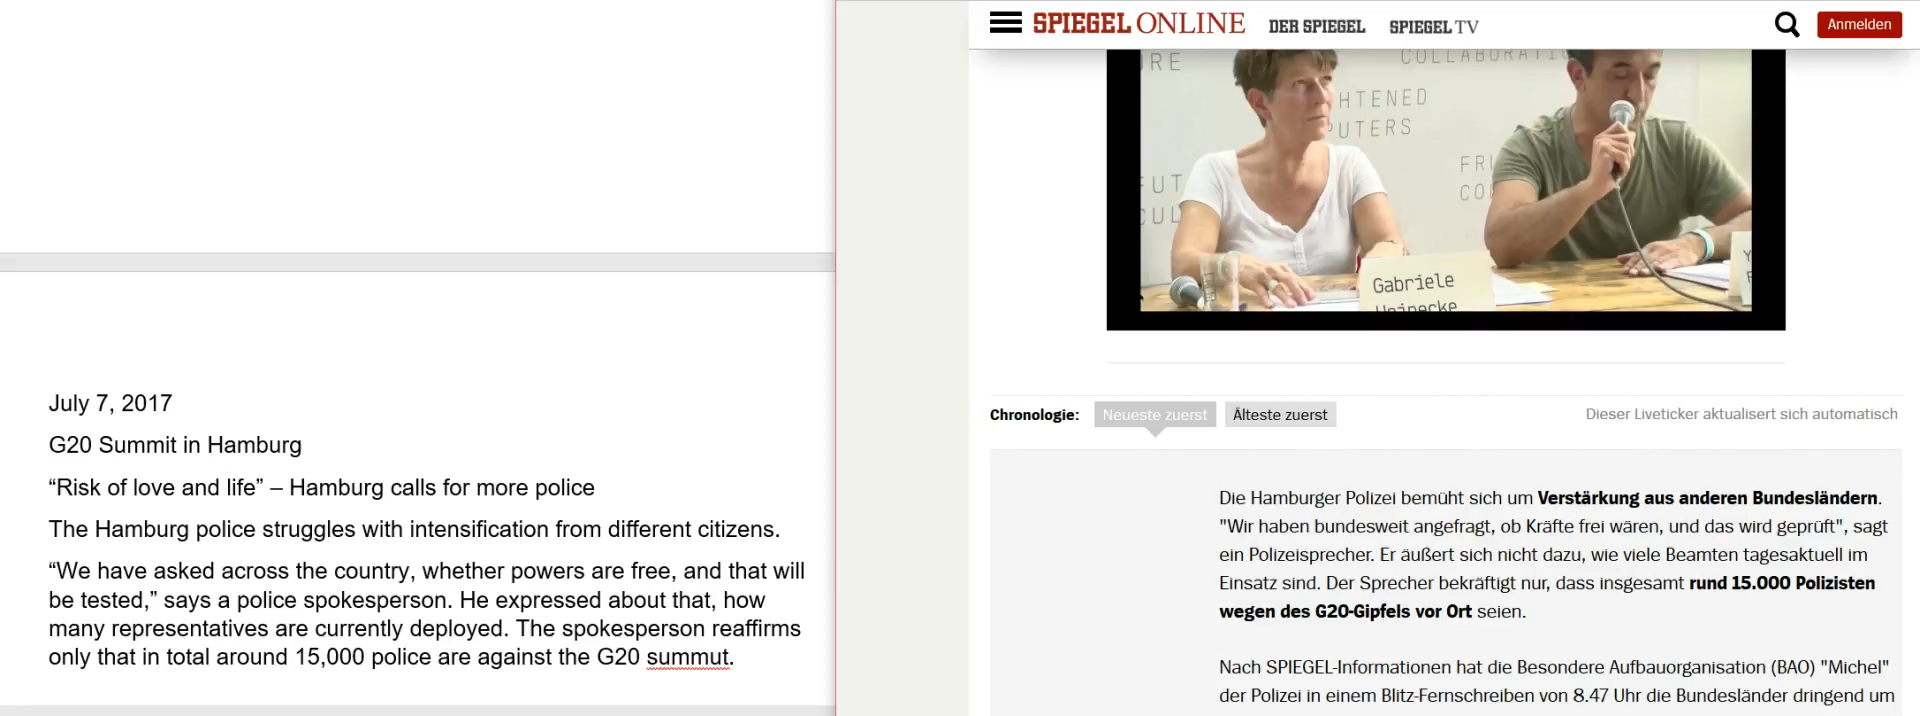 July 7, 2017
G20 Summit in Hamburg
“Risk of love and life” – Hamburg calls for more police
The Hamburg police struggles with intensification from different citizens.
“We have asked across the country, whether powers are free, and that will
be tested,” says a police spokesperson. He expressed about that, how
many representatives are currently deployed. The spokesperson reaffirms
only that in total around 15,000 police are against the G20 summut.
SPIEGEL ONLINE DER SPIEGEL SPIEGEL TV
Anmelden
COLLABORATI
HTENED
UTERS
Gabriele
Heinecke
Chronologie: Neueste zuerst Älteste zuerst Dieser Liveticker aktualisert sich automatisch
Die Hamburger Polizei bemüht sich um Verstärkung aus anderen Bundesländern.
"Wir haben bundesweit angefragt, ob Kräfte frei wären, und das wird geprüft", sagt
ein Polizeisprecher. Er äußert sich nicht dazu, wie viele Beamten tagesaktuell im
Einsatz sind. Der Sprecher bekräftigt nur, dass insgesamt rund 15.000 Polizisten
wegen des G20-Gipfels vor Ort seien.
Nach SPIEGEL-Informationen hat die Besondere Aufbauorganisation (BAO) "Michel"
der Polizei in einem Blitz-Fernschreiben von 8.47 Uhr die Bundesländer dringend um